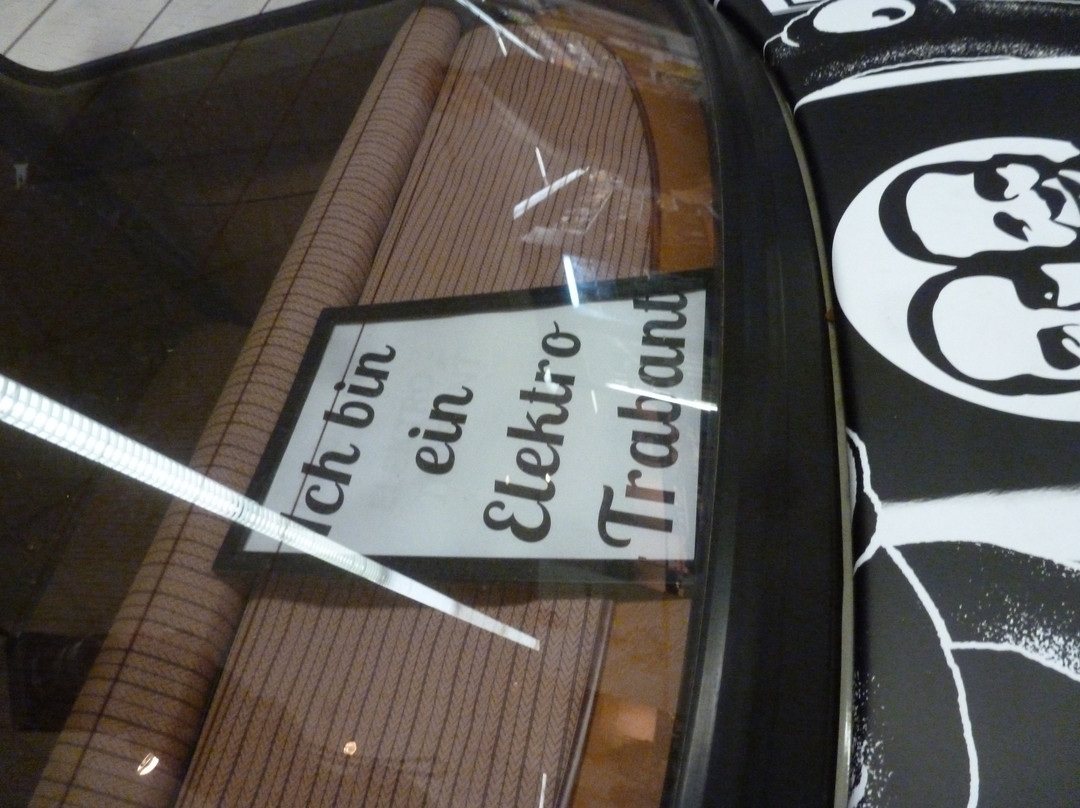 Ich bin
ein
Elektro
Trabant